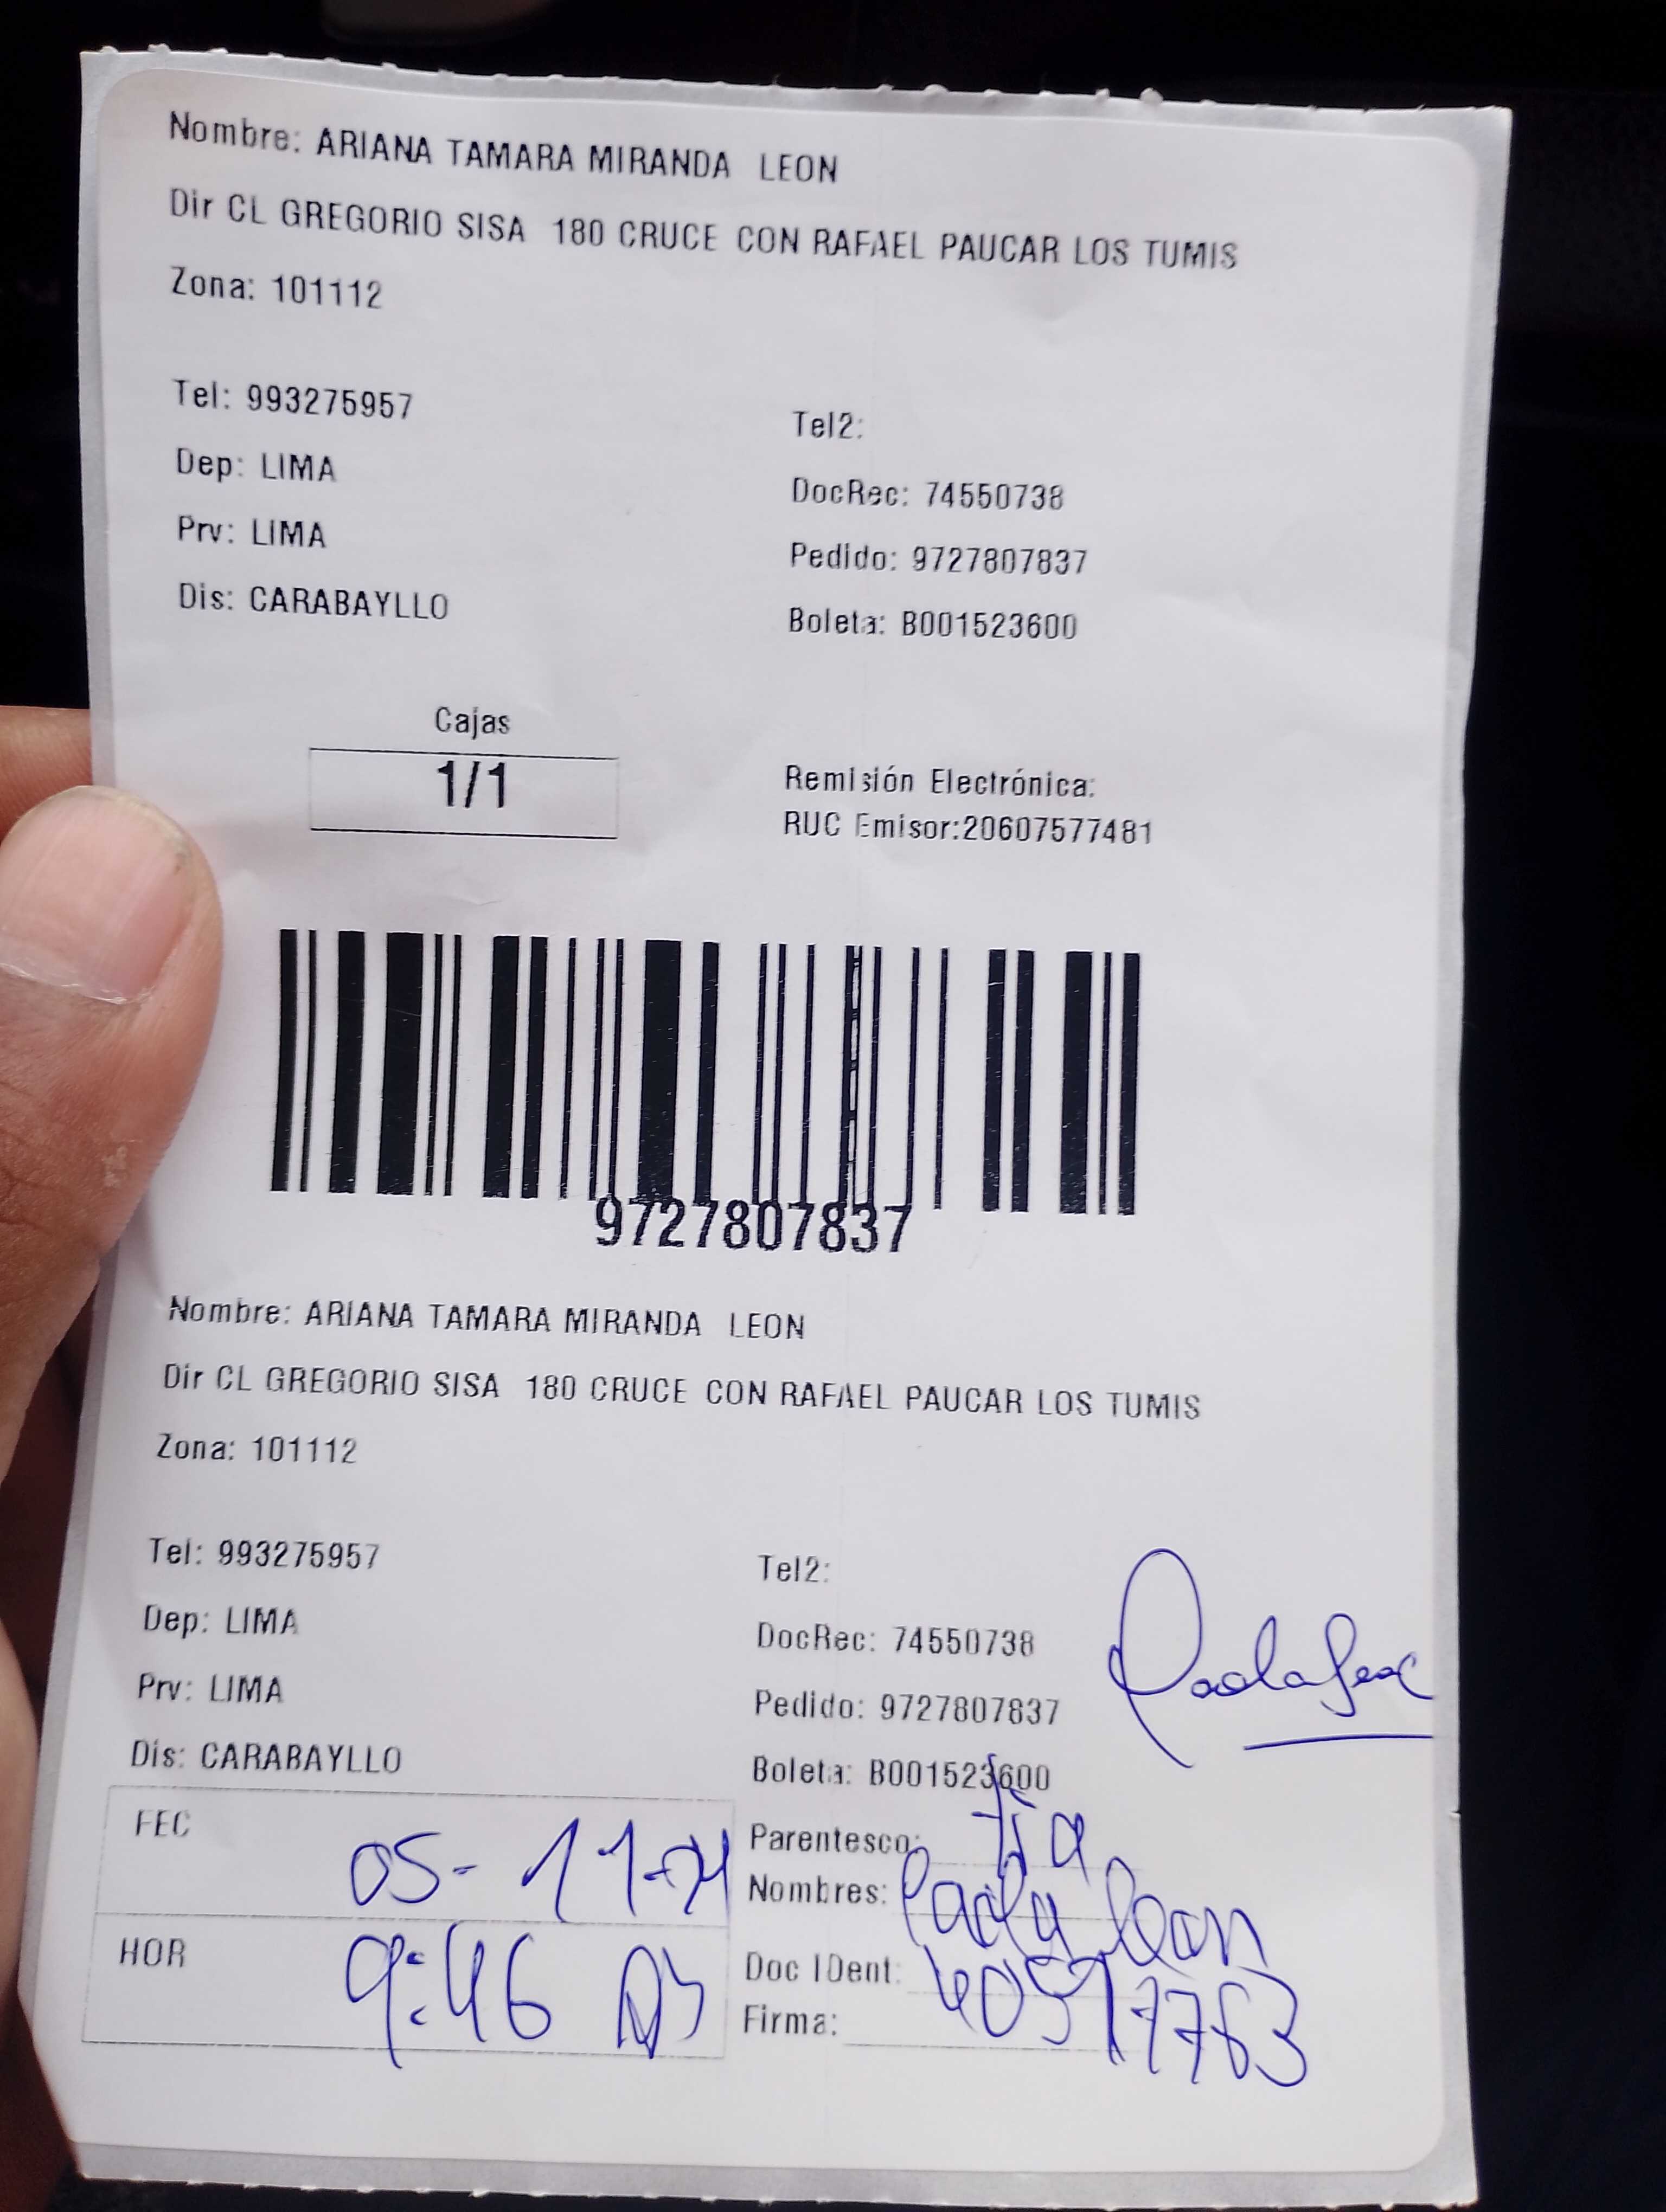 Nombre: ARIANA TAMARA MIRANDA LEON
Dir CL GREGORIO SISA 180 CRUCE CON RAFAEL PAUCAR LOS TUMIS
Zona: 101112
Tel: 993275957
Tel2:
Dep: LIMA
DocRec: 74550738
Prv: LIMA
Pedido: 9727807837
Dis: CARABAYLLO
Boleta: B001523600
Cajas
1/1
Remisión Electrónica:
RUC Emisor:20607577481
9727807837
Nombre: ARIANA TAMARA MIRANDA LEON
Dir CL GREGORIO SISA 180 CRUCE CON RAFAEL PAUCAR LOS TUMIS
Zona: 101112
Tel: 993275957
Tel2:
Dep: LIMA
DocRec: 74550738
Prv: LIMA
Pedido: 9727807837
Dis: CARABAYLLO
Boleta: B001523600
FEC
Parentesco: tía
Nombres: Paola Leon
HOR 9:46
Doc IDent:
Firma: